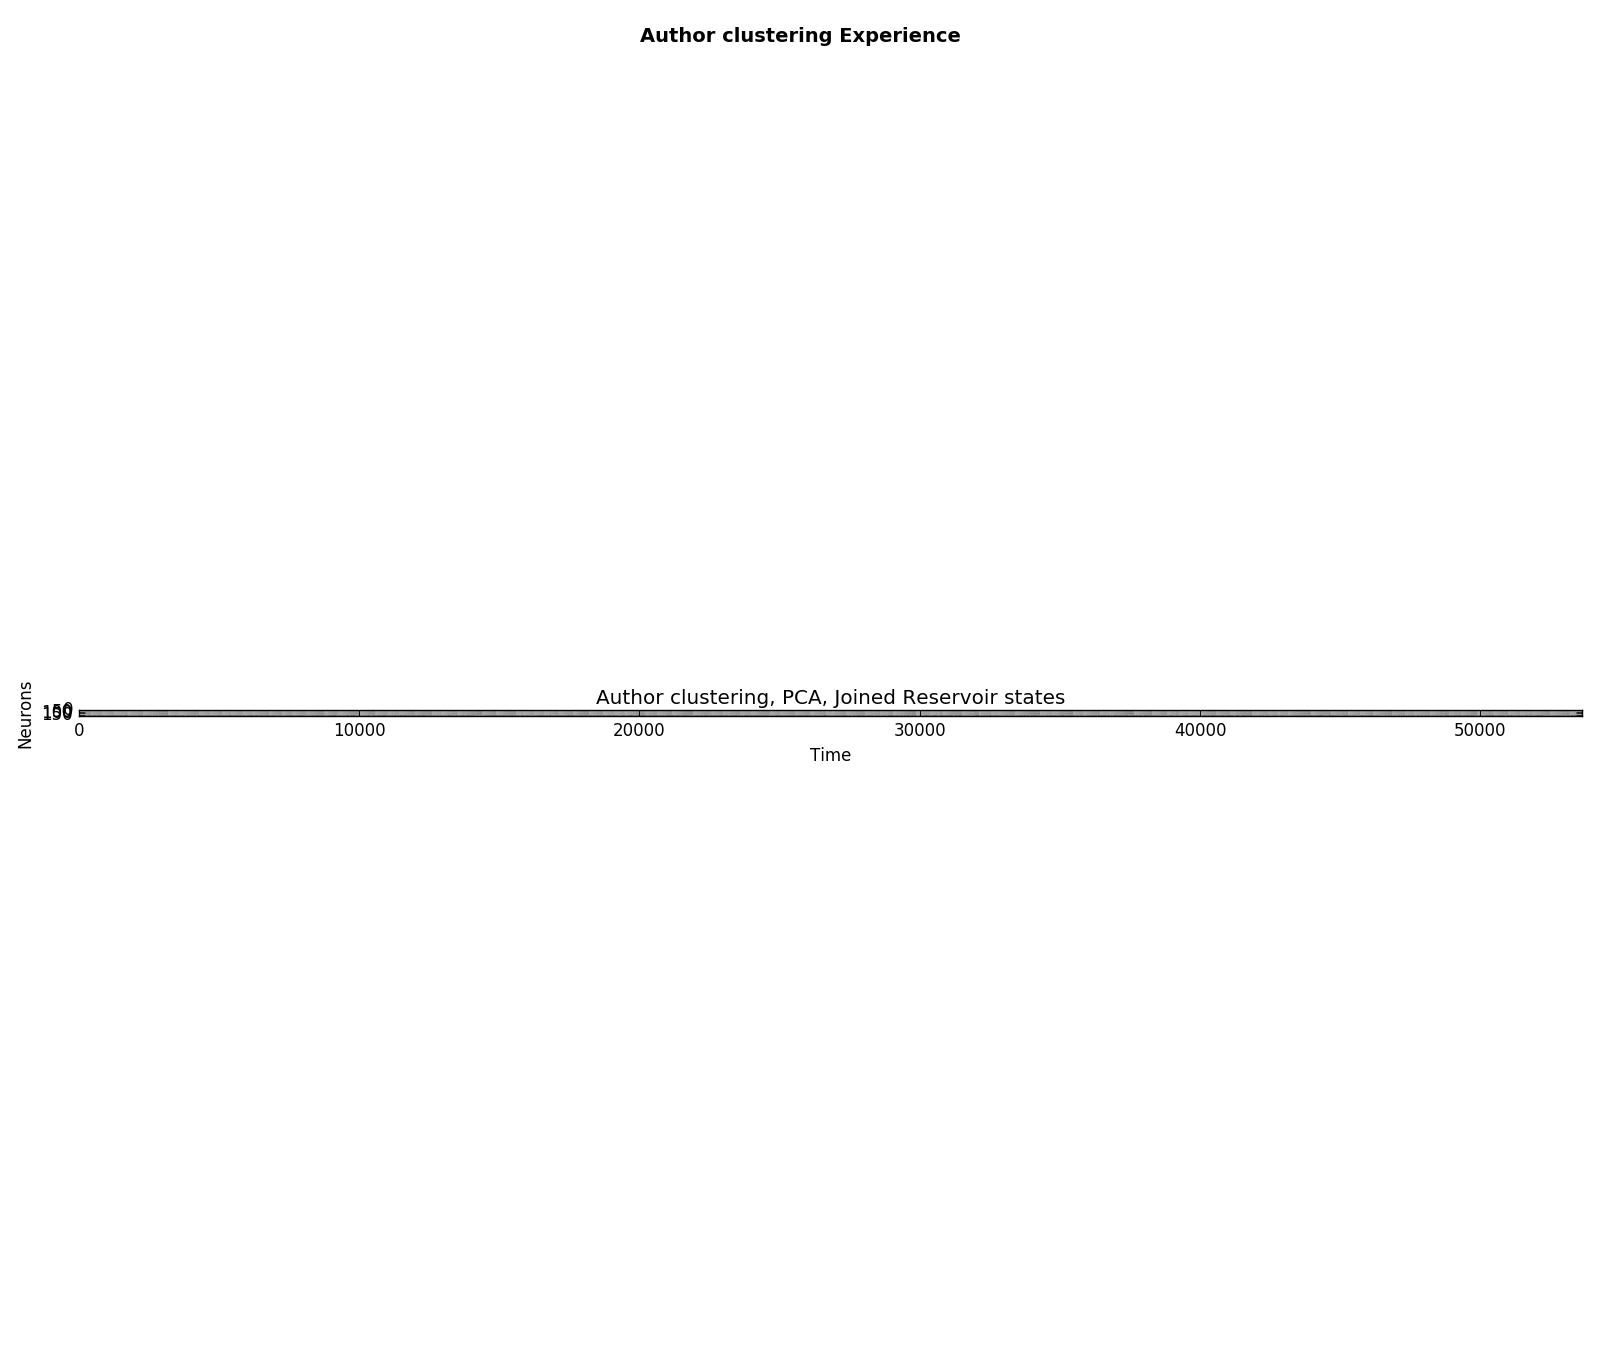 Author clustering Experience
Author clustering, PCA, Joined Reservoir states
Neurons
0 10000 20000 30000 40000 50000
Time